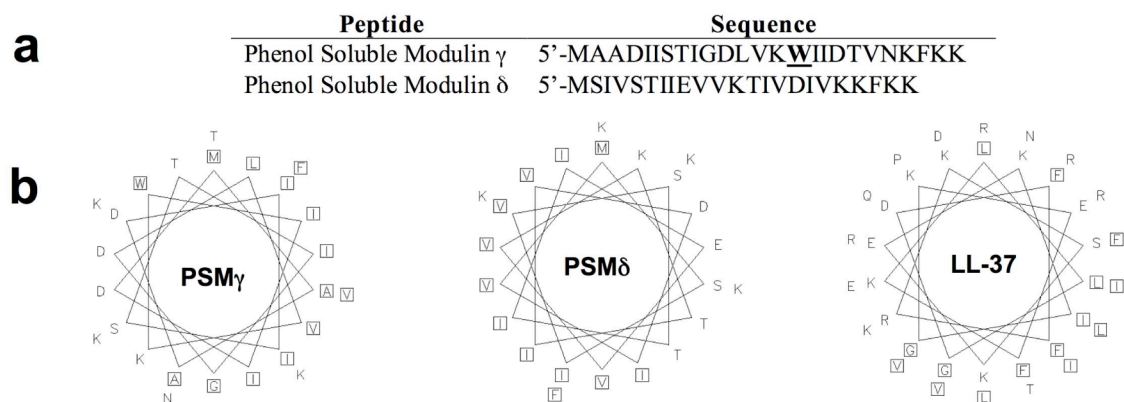 a
Peptide Sequence
Phenol Soluble Modulin γ 5'-MAADIISTIGDLVKWIIDTVNKFKK
Phenol Soluble Modulin δ 5'-MSIVSTIIEVVKTIVDIVKKFKK
b
T
M
T L F
W I
K D I
D I
PSMγ
D A V
S V
K
K I K
A G I
N
K
M
I K K
V S
K V D
V E
PSMδ
V S K
I T
I T
I V I
F
R
D N
L
P K K R
K F
Q D E R
R E S F
LL-37
E K L I
R I L
K
G F
V G F I
K T
V L